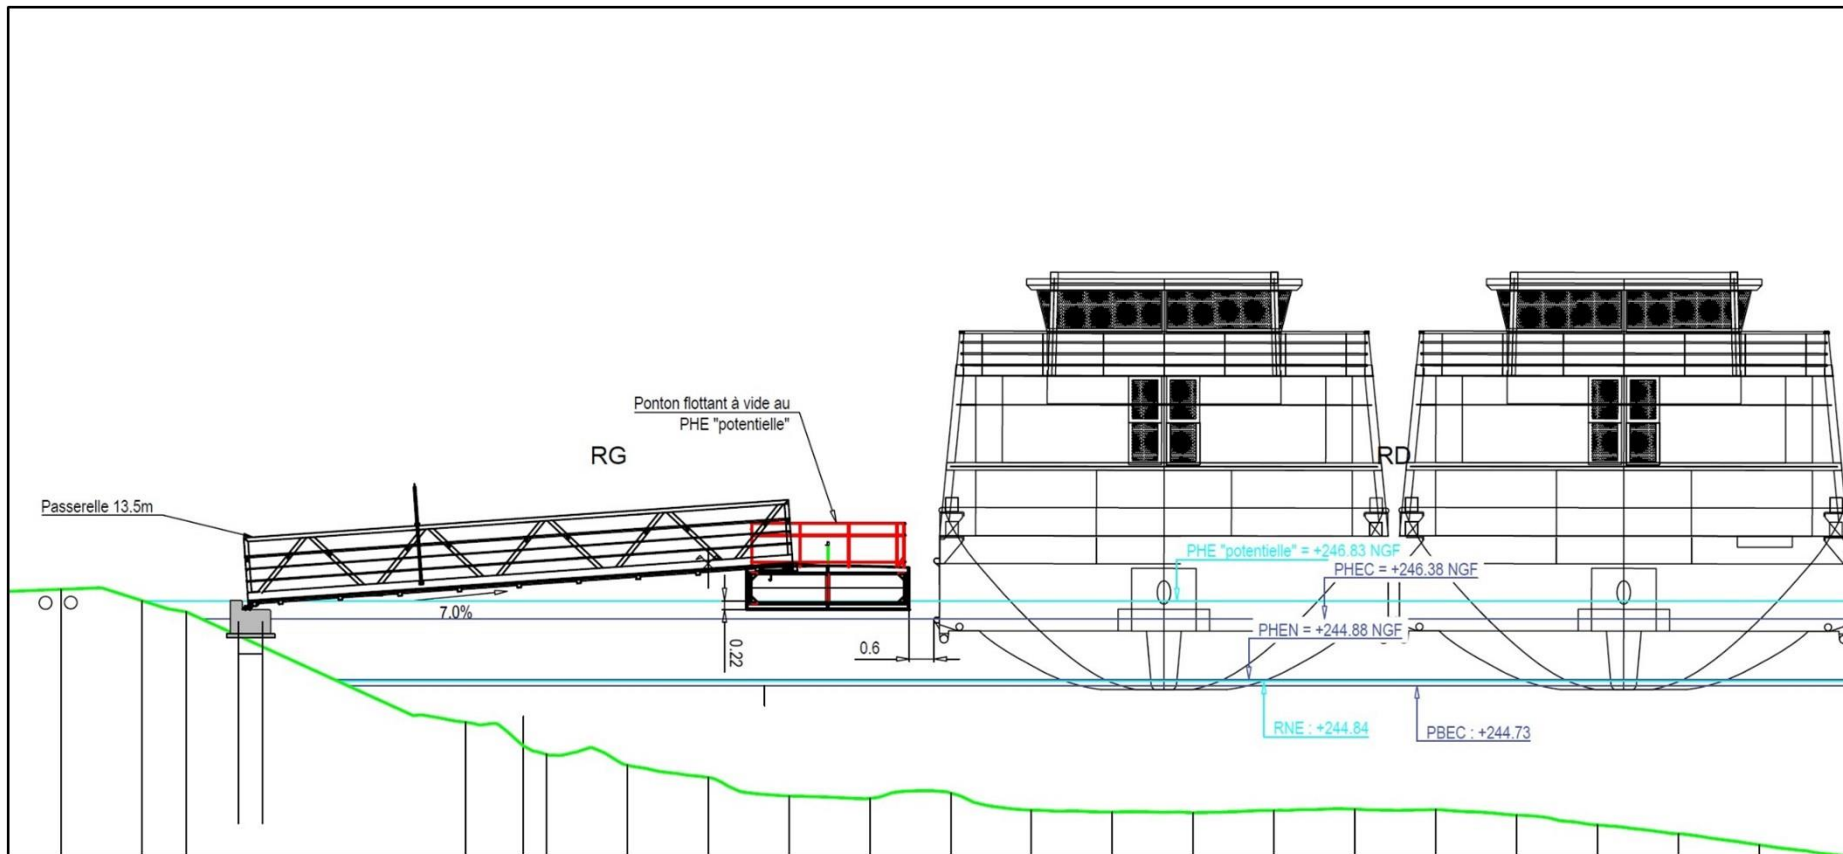 Ponton flottant à vide au
PHE "potentielle"
RG
RD
Passerelle 13.5m
PHE "potentielle" = +246.83 NGF
PHEC = +246.38 NGF
7.0%
PHEN = +244.88 NGF
0.22
0.6
RNE : +244.84
PBEC : +244.73